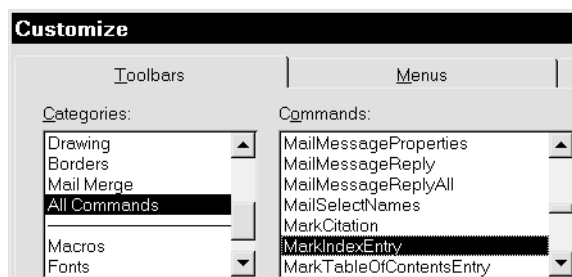 Customize
Toolbars
Menus
Categories:
Drawing
Borders
Mail Merge
All Commands
Macros
Fonts
Commands:
MailMessageProperties
MailMessageReply
MailMessageReplyAll
MailSelectNames
MarkCitation
MarkIndexEntry
MarkTableOfContentsEntry